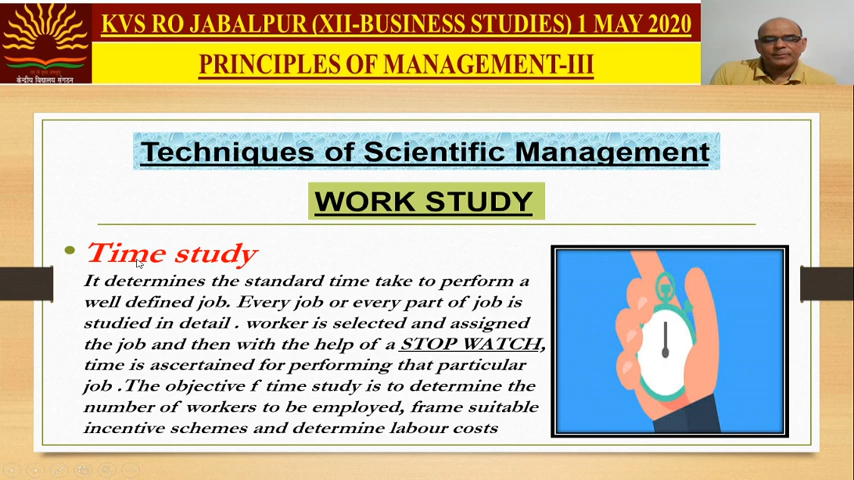 KVS RO JABALPUR (XII-BUSINESS STUDIES) 1 MAY 2020
PRINCIPLES OF MANAGEMENT-III
केन्द्रीय विद्यालय संगठन
Techniques of Scientific Management
WORK STUDY
Time study
It determines the standard time take to perform a
well defined job. Every job or every part of job is
studied in detail . worker is selected and assigned
the job and then with the help of a STOP WATCH,
time is ascertained for performing that particular
job .The objective f time study is to determine the
number of workers to be employed, frame suitable
incentive schemes and determine labour costs